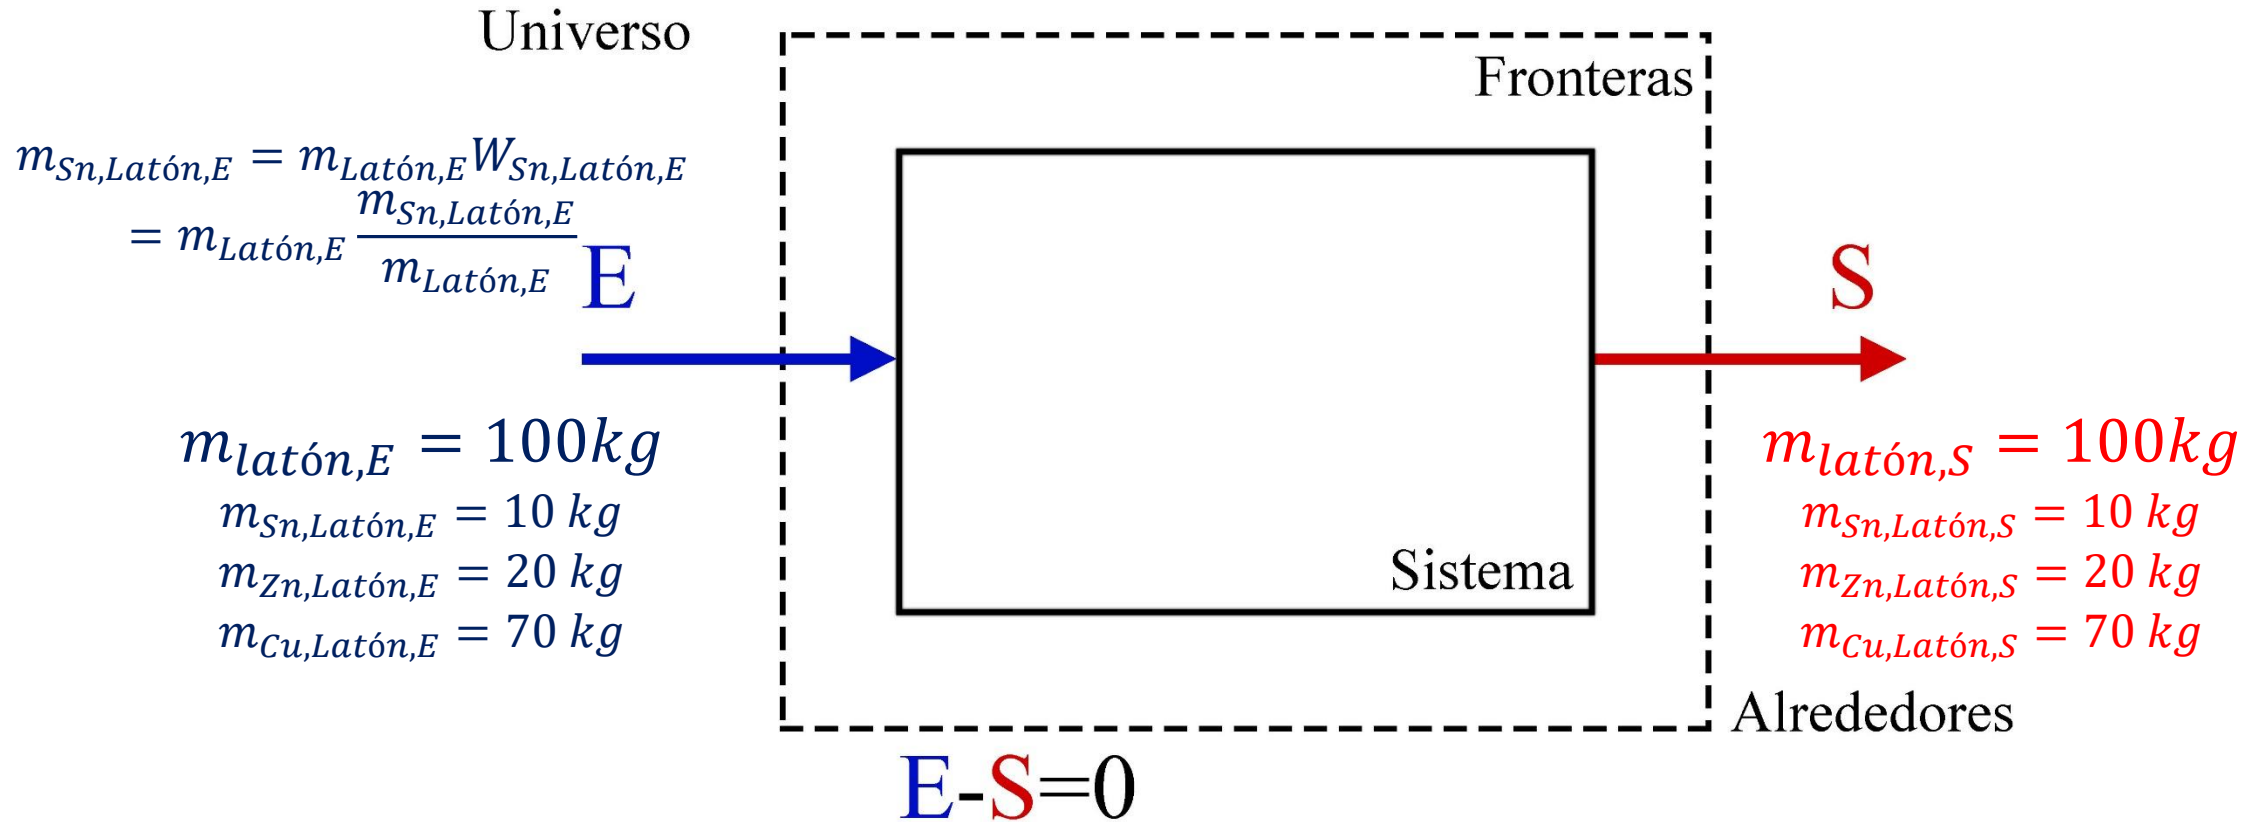 Universo
Fronteras
m_{Sn,Latón,E} = m_{Latón,E}W_{Sn,Latón,E}
= m_{Latón,E} \frac{m_{Sn,Latón,E}}{m_{Latón,E}}
E
S
m_{latón,E} = 100kg
m_{Sn,Latón,E} = 10 kg
m_{Zn,Latón,E} = 20 kg
m_{Cu,Latón,E} = 70 kg
Sistema
m_{latón,S} = 100kg
m_{Sn,Latón,S} = 10 kg
m_{Zn,Latón,S} = 20 kg
m_{Cu,Latón,S} = 70 kg
Alrededores
E-S=0